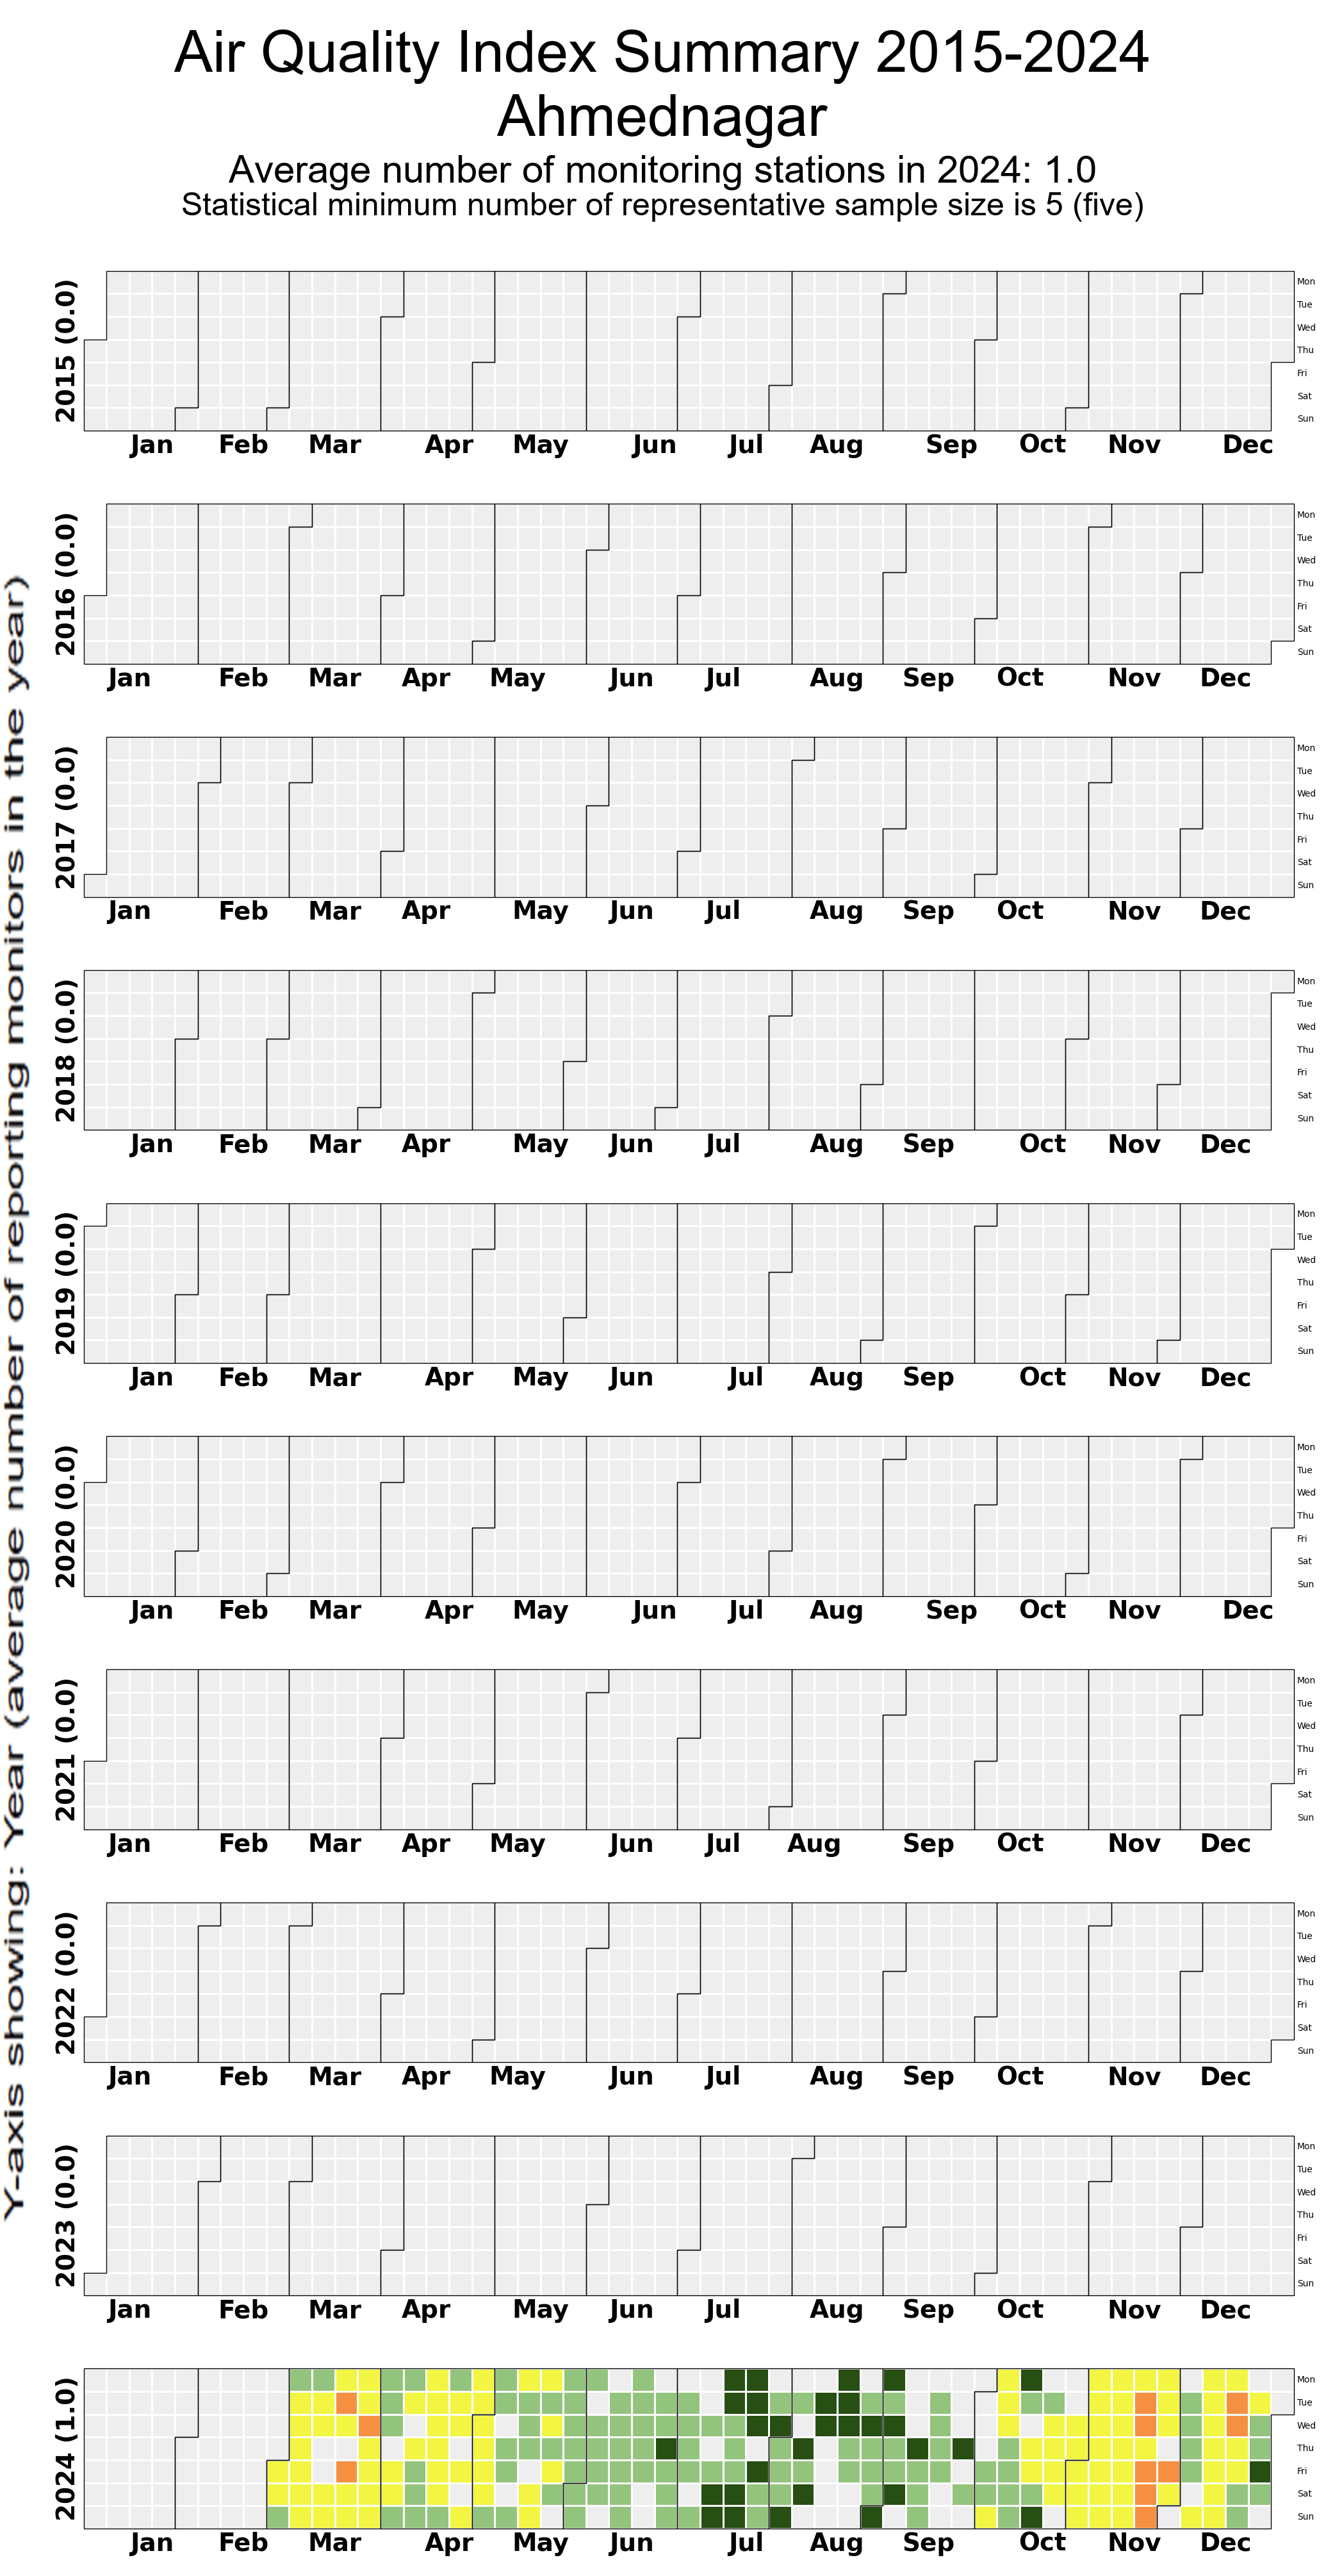 Air Quality Index Summary 2015-2024
Ahmednagar
Average number of monitoring stations in 2024: 1.0
Statistical minimum number of representative sample size is 5 (five)
Y-axis showing: Year (average number of reporting monitors in the year)
2015 (0.0)
Mon
Tue
Wed
Thu
Fri
Sat
Sun
Jan Feb Mar Apr May Jun Jul Aug Sep Oct Nov Dec
2016 (0.0)
Mon
Tue
Wed
Thu
Fri
Sat
Sun
Jan Feb Mar Apr May Jun Jul Aug Sep Oct Nov Dec
2017 (0.0)
Mon
Tue
Wed
Thu
Fri
Sat
Sun
Jan Feb Mar Apr May Jun Jul Aug Sep Oct Nov Dec
2018 (0.0)
Mon
Tue
Wed
Thu
Fri
Sat
Sun
Jan Feb Mar Apr May Jun Jul Aug Sep Oct Nov Dec
2019 (0.0)
Mon
Tue
Wed
Thu
Fri
Sat
Sun
Jan Feb Mar Apr May Jun Jul Aug Sep Oct Nov Dec
2020 (0.0)
Mon
Tue
Wed
Thu
Fri
Sat
Sun
Jan Feb Mar Apr May Jun Jul Aug Sep Oct Nov Dec
2021 (0.0)
Mon
Tue
Wed
Thu
Fri
Sat
Sun
Jan Feb Mar Apr May Jun Jul Aug Sep Oct Nov Dec
2022 (0.0)
Mon
Tue
Wed
Thu
Fri
Sat
Sun
Jan Feb Mar Apr May Jun Jul Aug Sep Oct Nov Dec
2023 (0.0)
Mon
Tue
Wed
Thu
Fri
Sat
Sun
Jan Feb Mar Apr May Jun Jul Aug Sep Oct Nov Dec
2024 (1.0)
Mon
Tue
Wed
Thu
Fri
Sat
Sun
Jan Feb Mar Apr May Jun Jul Aug Sep Oct Nov Dec